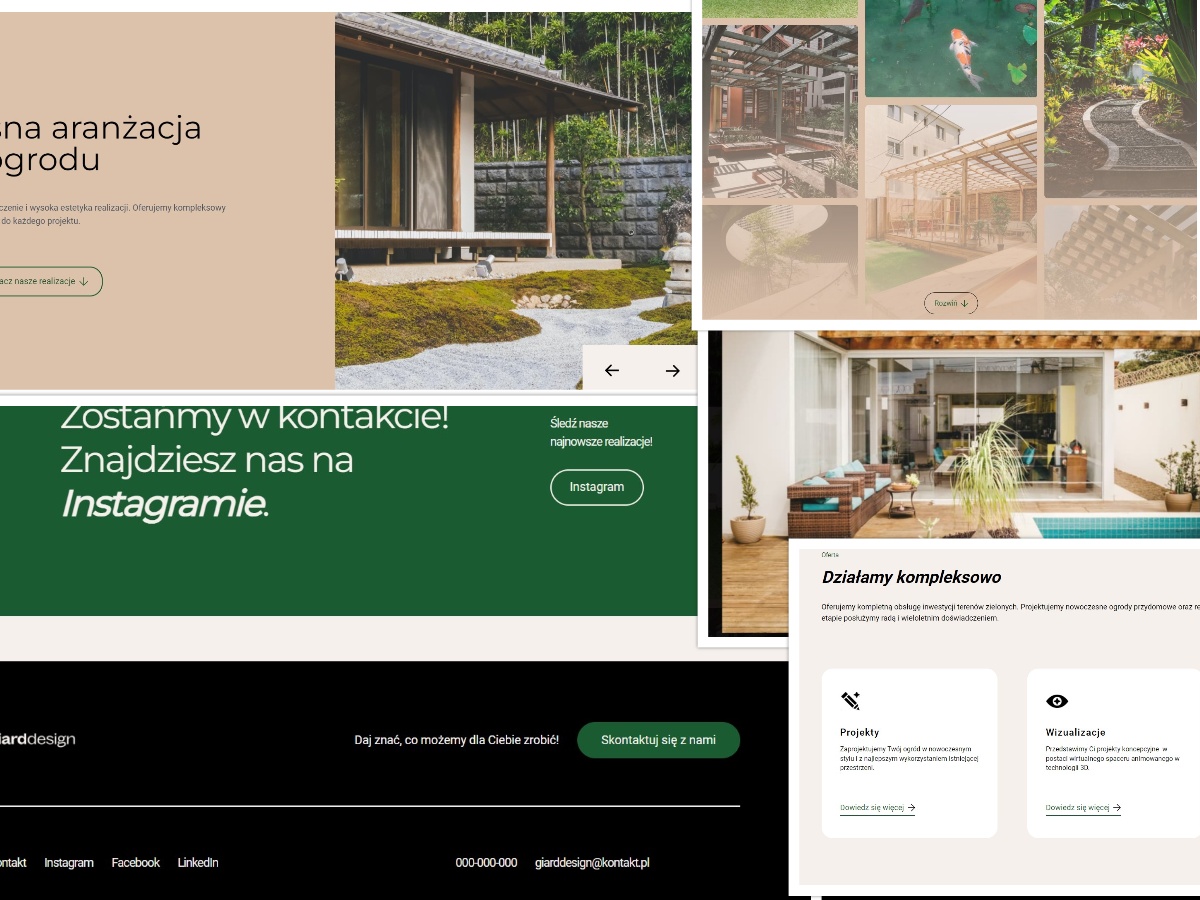 aranżacja
ogrodu
i wysoka estetyka realizacji. Oferujemy kompleksowy
do każdego projektu.
nasze realizacje
Rozwiń
Zostańmy w kontakcie!
Znajdziesz nas na
Instagramie.
Śledź nasze
najnowsze realizacje!
Instagram
Oferta
Działamy kompleksowo
Oferujemy kompletną obsługę inwestycji terenów zielonych. Projektujemy nowoczesne ogrody przydomowe oraz
etapie posłużymy radą i wieloletnim doświadczeniem.
Projekty
Zaprojektujemy Twój ogród w nowoczesnym
stylu i z najlepszym wykorzystaniem istniejącej
przestrzeni.
Dowiedz się więcej
Wizualizacje
Przedstawimy Ci projekty koncepcyjne w
postaci wirtualnego spaceru animowanego w
technologii 3D.
Dowiedz się więcej
iarddesign
Daj znać, co możemy dla Ciebie zrobić!
Skontaktuj się z nami
ontakt Instagram Facebook LinkedIn
000-000-000 giarddesign@kontakt.pl